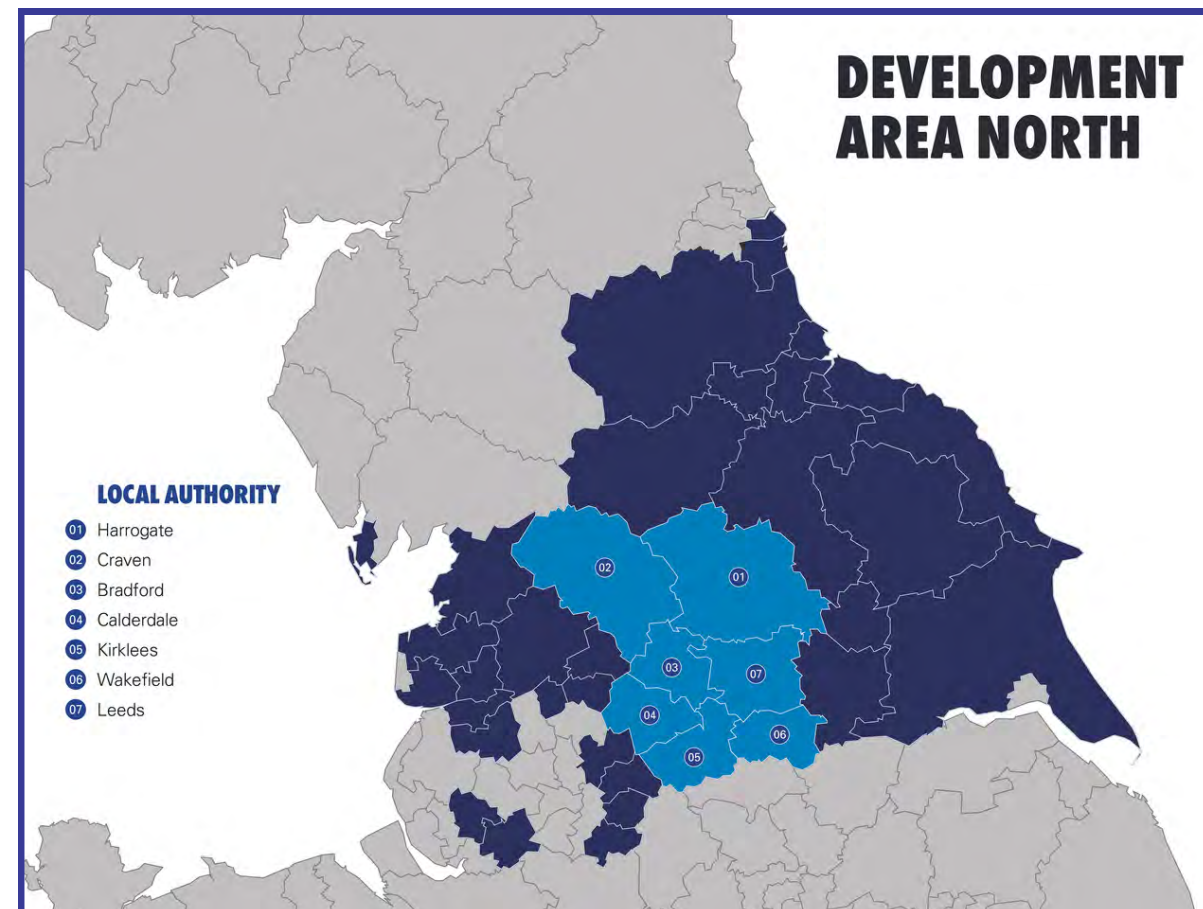 DEVELOPMENT
AREA NORTH
LOCAL AUTHORITY
01 Harrogate
02 Craven
03 Bradford
04 Calderdale
05 Kirklees
06 Wakefield
07 Leeds
02
01
03
07
04
06
05